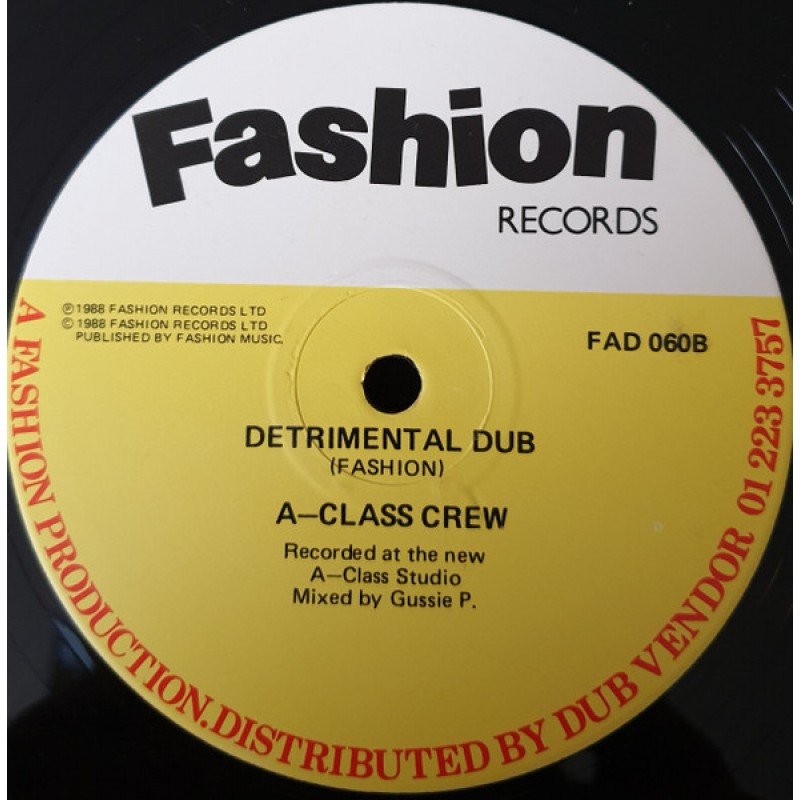 Fashion
RECORDS
℗ 1988 FASHION RECORDS LTD
© 1988 FASHION RECORDS LTD
PUBLISHED BY FASHION MUSIC.
FAD 060B
DETRIMENTAL DUB
(FASHION)
A–CLASS CREW
Recorded at the new
A–Class Studio
Mixed by Gussie P.
A FASHION PRODUCTION.DISTRIBUTED BY DUB VENDOR 01 223 3757